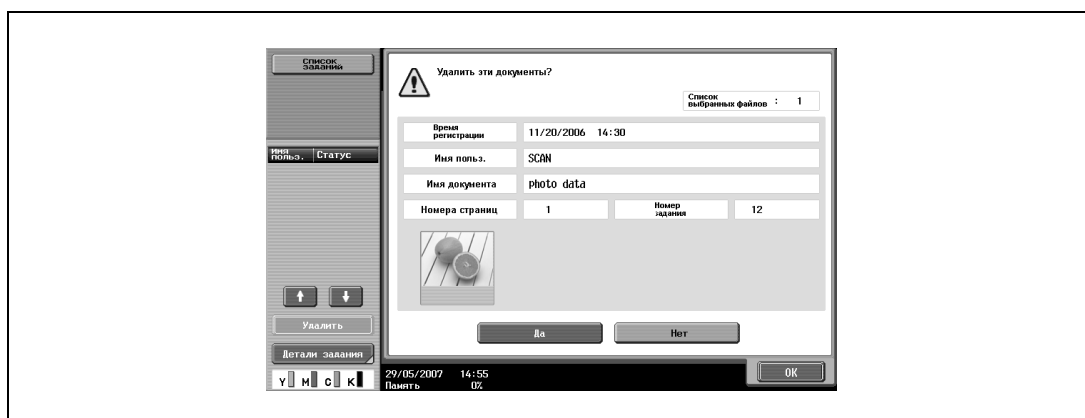 Список
заданий
Имя
польз.
Статус
Удалить
Детали задания
Y M C K
Удалить эти документы?
Список
выбранных файлов : 1
Время
регистрации
11/20/2006 14:30
Имя польз.
SCAN
Имя документа
photo data
Номера страниц
1
Номер
задания
12
Да
Нет
29/05/2007 14:55
Память 0%
OK